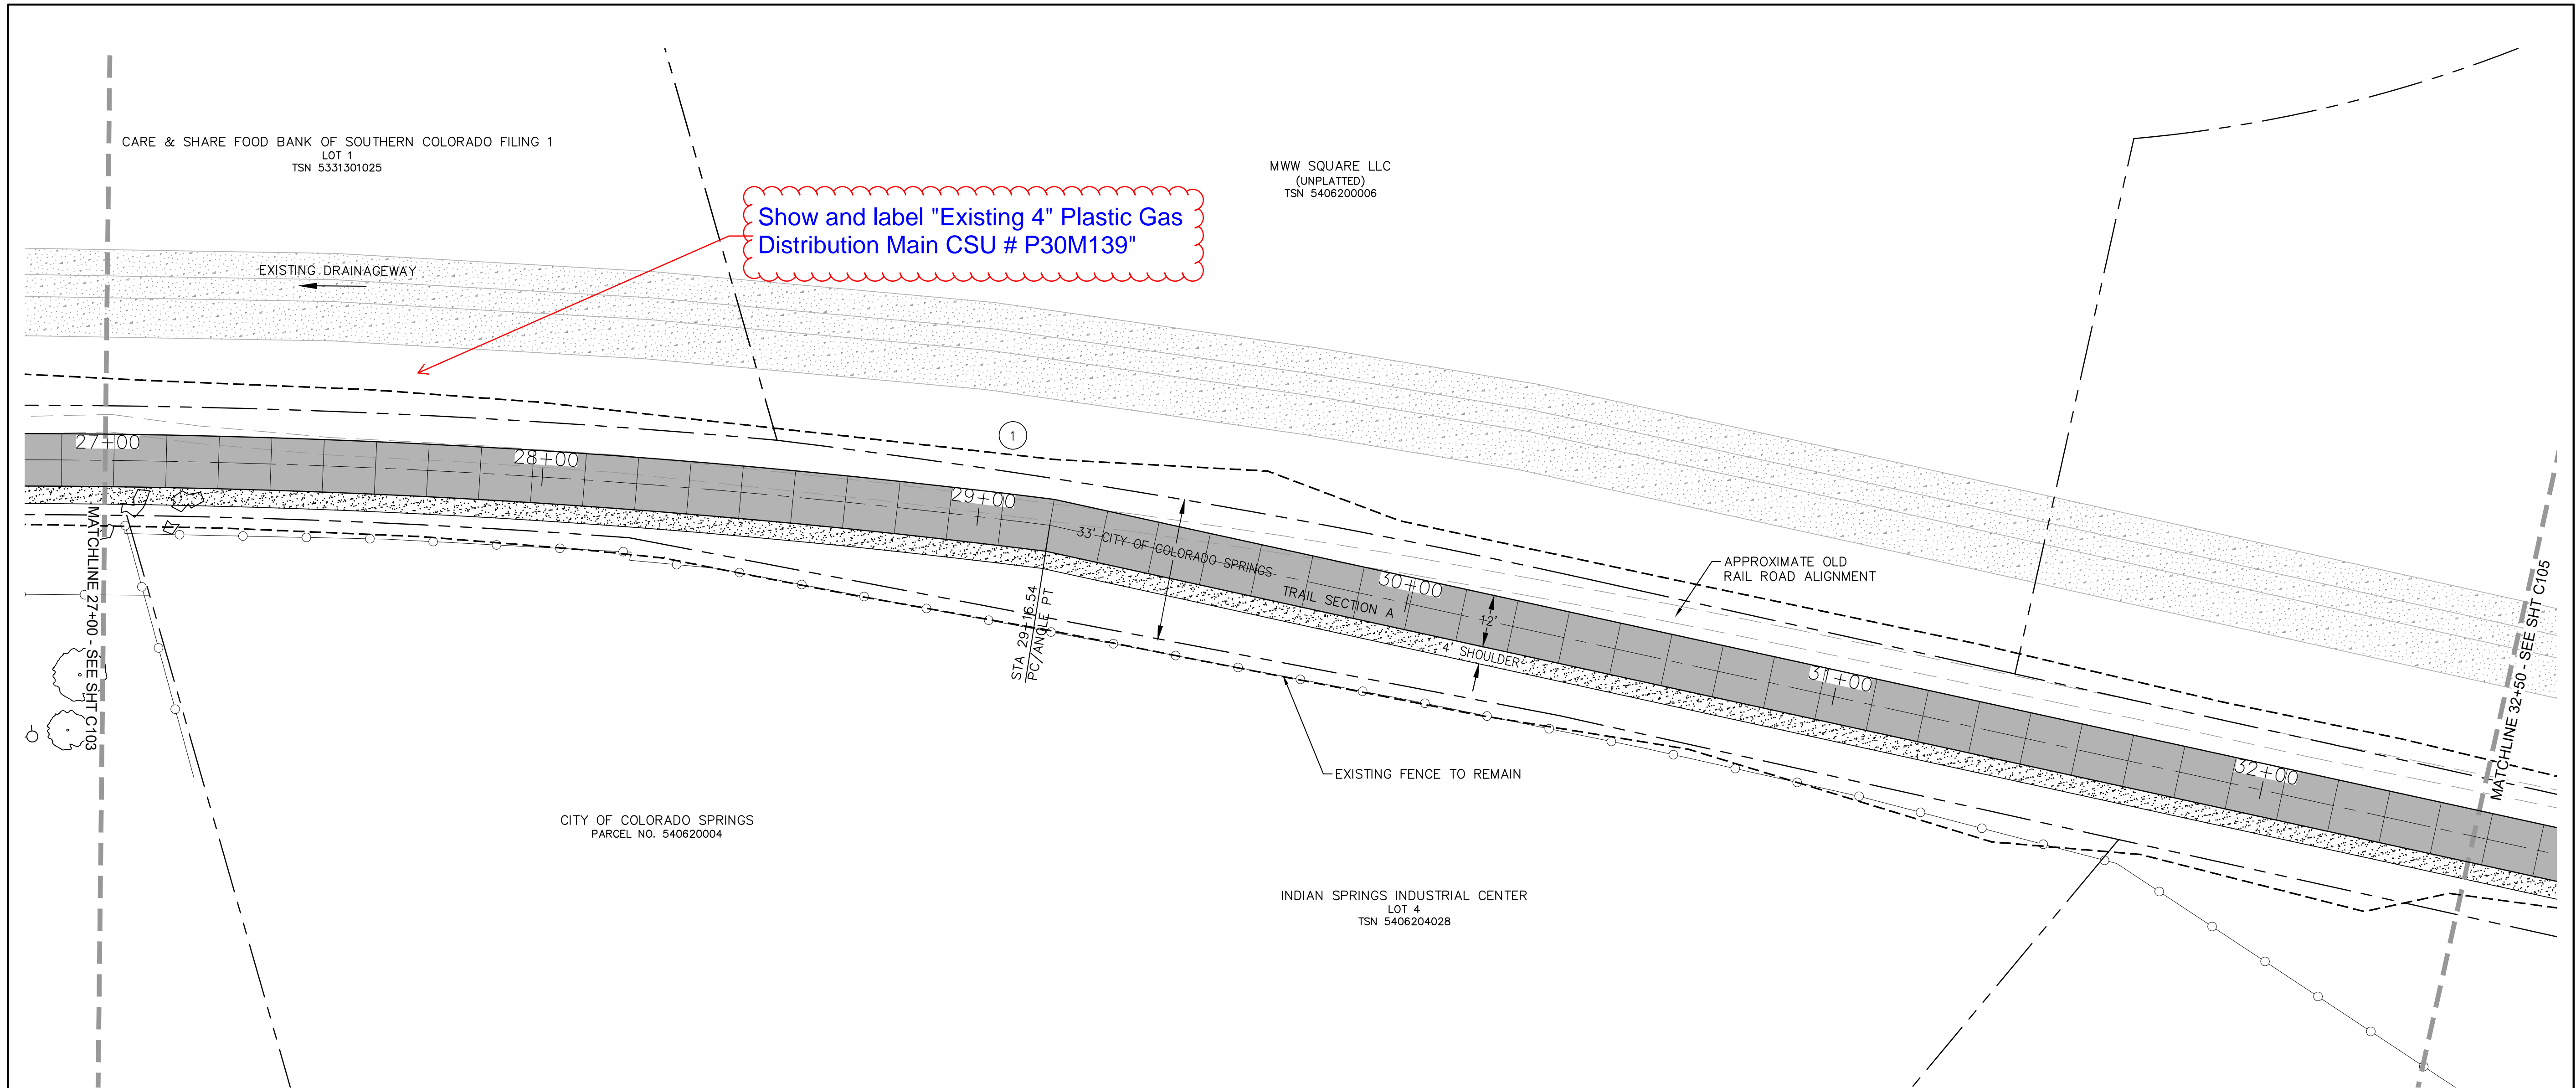 CARE & SHARE FOOD BANK OF SOUTHERN COLORADO FILING 1
LOT 1
TSN 5331301025
MWW SQUARE LLC
(UNPLATTED)
TSN 5406200006
Show and label "Existing 4" Plastic Gas
Distribution Main CSU # P30M139"
EXISTING DRAINAGEWAY
1
27+00
28+00
29+00
33' CITY OF COLORADO SPRINGS
TRAIL SECTION A
30+00
12'
4' SHOULDER
APPROXIMATE OLD
RAIL ROAD ALIGNMENT
31+00
32+00
MATCHLINE 27+00 - SEE SHT C103
STA 29+16.54
PC/ANGLE PT
MATCHLINE 32+50 - SEE SHT C105
EXISTING FENCE TO REMAIN
CITY OF COLORADO SPRINGS
PARCEL NO. 540620004
INDIAN SPRINGS INDUSTRIAL CENTER
LOT 4
TSN 5406204028